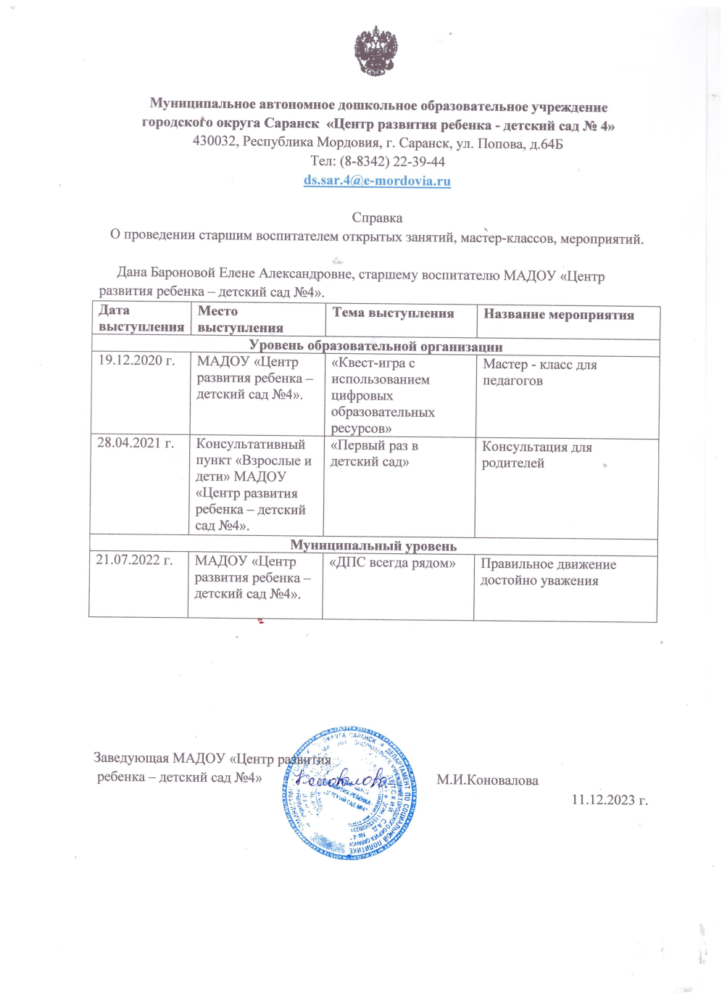 Муниципальное автономное дошкольное образовательное учреждение
городского округа Саранск «Центр развития ребенка - детский сад № 4»
430032, Республика Мордовия, г. Саранск, ул. Попова, д.64Б
Тел: (8-8342) 22-39-44
ds.sar.4@e-mordovia.ru
Справка
О проведении старшим воспитателем открытых занятий, мастер-классов, мероприятий.
Дана Бароновой Елене Александровне, старшему воспитателю МАДОУ «Центр
развития ребенка – детский сад №4».
Дата
выступления
Место
выступления
Тема выступления
Название мероприятия
Уровень образовательной организации
19.12.2020 г.
МАДОУ «Центр
развития ребенка –
детский сад №4».
«Квест-игра с
использованием
цифровых
образовательных
ресурсов»
Мастер - класс для
педагогов
28.04.2021 г.
Консультативный
пункт «Взрослые и
дети» МАДОУ
«Центр развития
ребенка – детский
сад №4».
«Первый раз в
детский сад»
Консультация для
родителей
Муниципальный уровень
21.07.2022 г.
МАДОУ «Центр
развития ребенка –
детский сад №4».
«ДПС всегда рядом»
Правильное движение
достойно уважения
Заведующая МАДОУ «Центр развития
ребенка – детский сад №4»
Коновалова
М.И.Коновалова
11.12.2023 г.
ОКРУГА САРАНСК * ДЕПАРТАМЕНТ ПО СОЦИАЛЬНОЙ ПОЛИТИКЕ